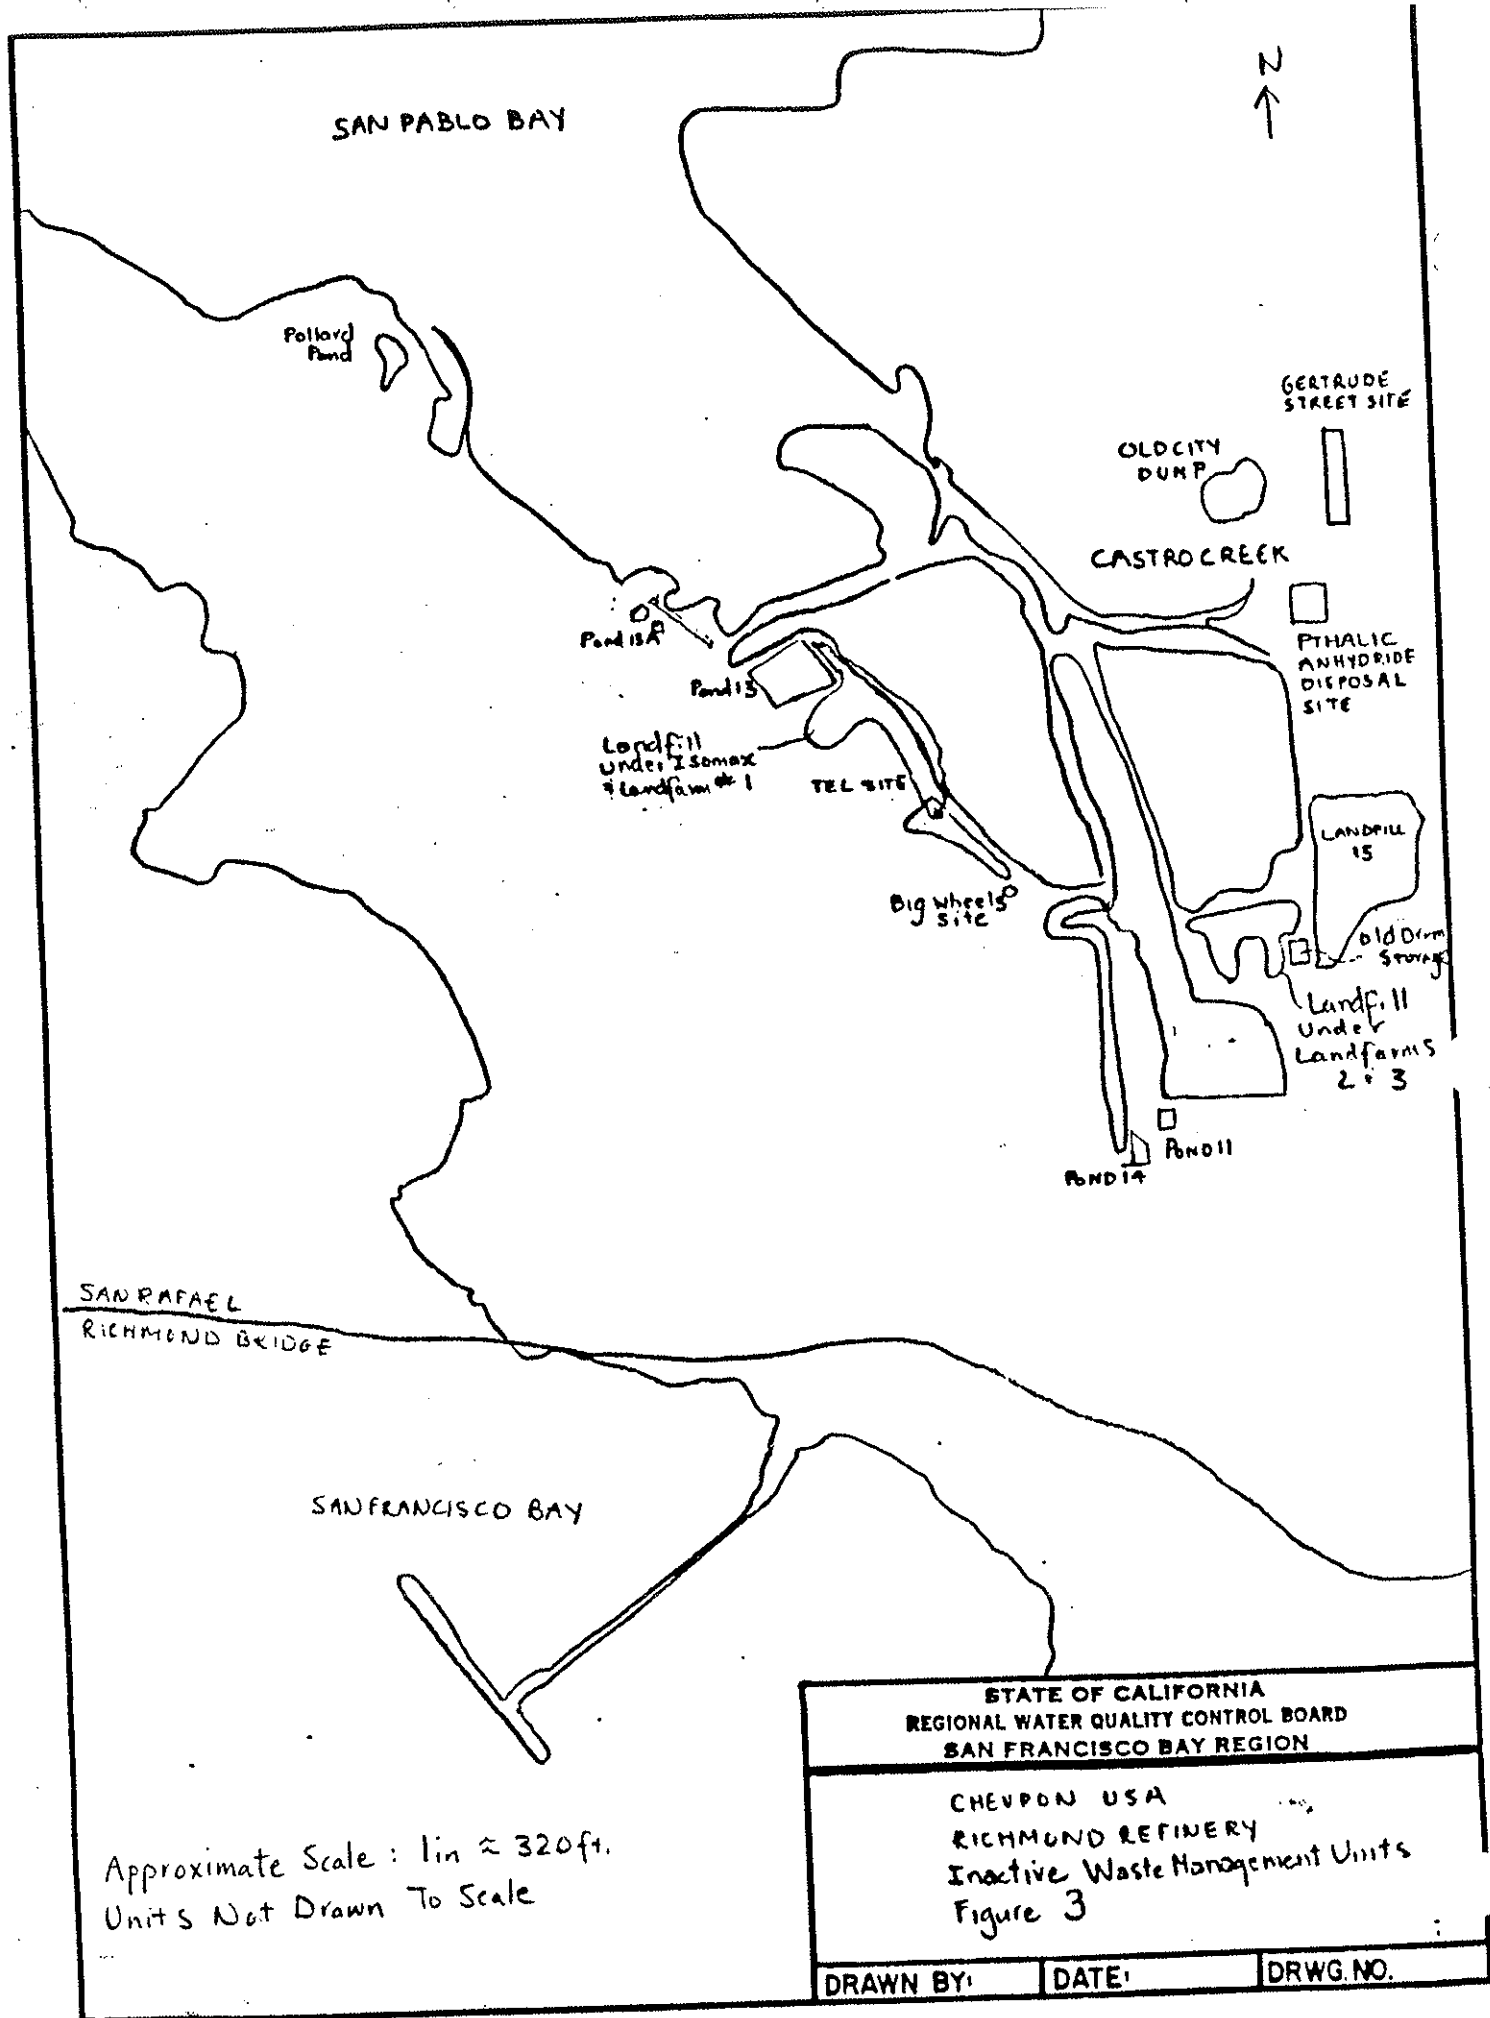 N
SAN PABLO BAY
Pollard
Pond
GERTRUDE
STREET SITE
OLD CITY
DUMP
CASTRO CREEK
Pond 13A
PTHALIC
ANHYDRIDE
DISPOSAL
SITE
Pond 13
Landfill
Under Isomax
& Landfarm # 1
TEL SITE
LANDFILL
15
Big Wheels
Site
Old Drum
Storage
Landfill
Under
Landfarms
2 & 3
POND 11
POND 14
SAN RAFAEL
RICHMOND BRIDGE
SAN FRANCISCO BAY
STATE OF CALIFORNIA
REGIONAL WATER QUALITY CONTROL BOARD
SAN FRANCISCO BAY REGION
CHEVRON USA
RICHMOND REFINERY
Inactive Waste Management Units
Figure 3
Approximate Scale : 1in ≈ 320ft.
Units Not Drawn To Scale
DRAWN BY: DATE: DRWG. NO.